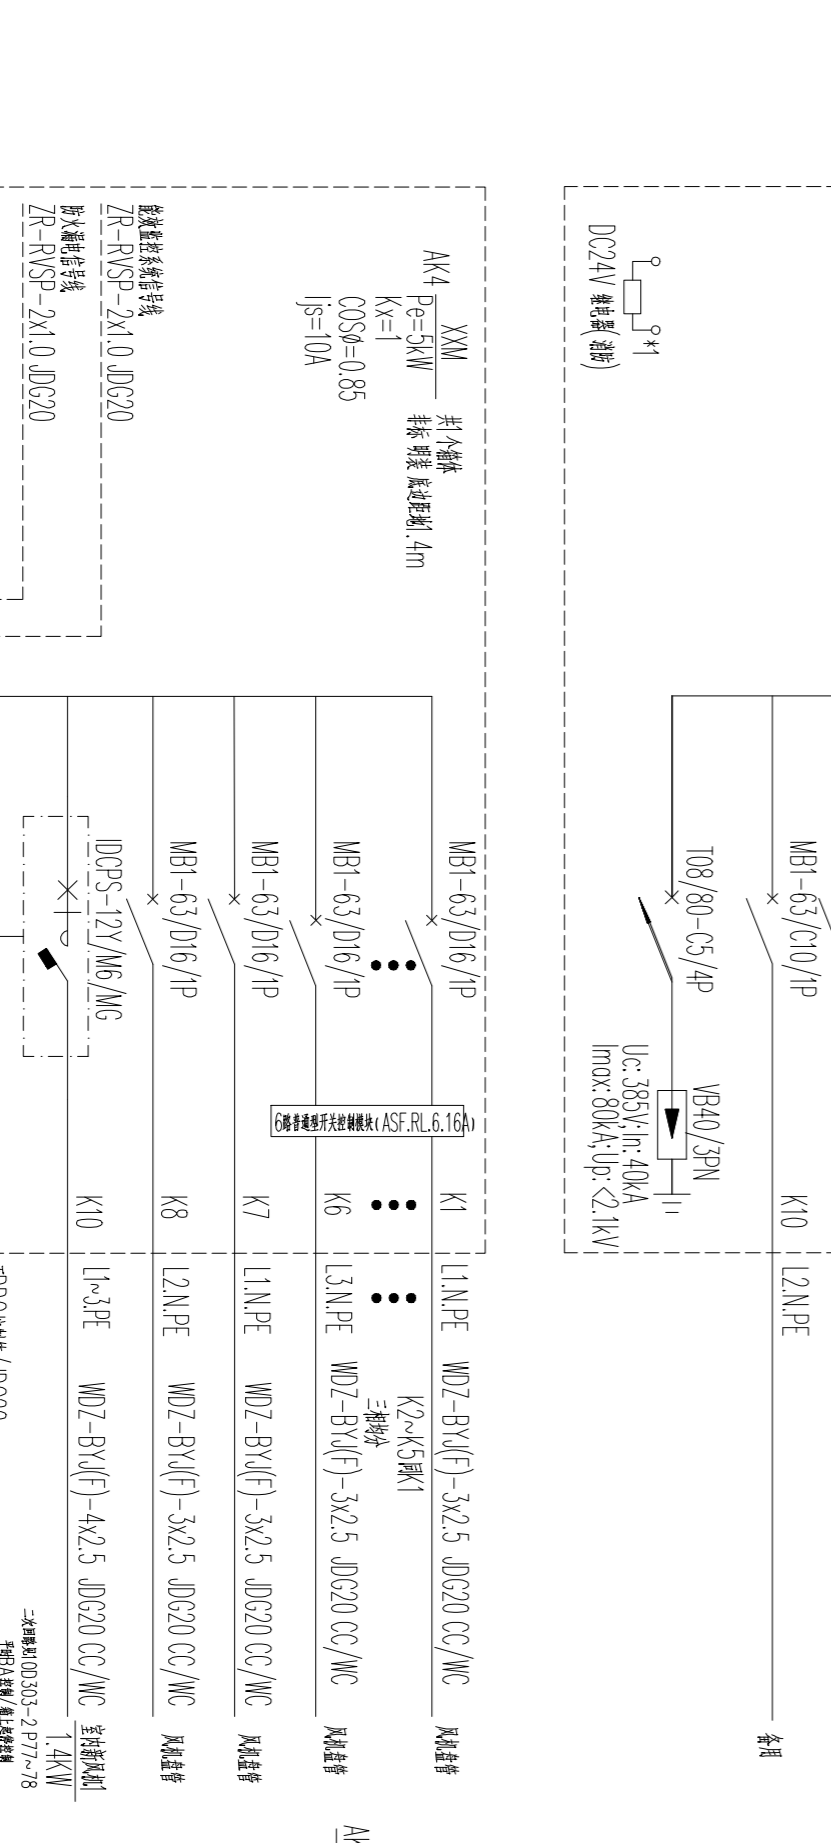 DC24V 继电器(消防)
*1
MB1-63/C10/1P
K10
L2.N.PE
备用
T08/80-C5/4P
VB40/3PN
Uc: 385V; In: 40kA
Imax: 80kA; Up: <2.1kV
AK4
XXM
Pe=5kW
Kx=1
COSø=0.85
Ijs=10A
共1个箱体
非标 明装 底边距地1.4m
能效监控系统信号线
ZR-RVSP-2x1.0 JDG20
防火漏电信号线
ZR-RVSP-2x1.0 JDG20
MB1-63/D16/1P
K1
L1.N.PE
WDZ-BYJ(F)-3x2.5 JDG20 CC/WC
风机盘管
K2~K5同K1
三相均分
6路普通型开关控制模块(ASF.RL.6.16A)
MB1-63/D16/1P
K6
L3.N.PE
WDZ-BYJ(F)-3x2.5 JDG20 CC/WC
风机盘管
MB1-63/D16/1P
K7
L1.N.PE
WDZ-BYJ(F)-3x2.5 JDG20 CC/WC
风机盘管
MB1-63/D16/1P
K8
L2.N.PE
WDZ-BYJ(F)-3x2.5 JDG20 CC/WC
风机盘管
IDCPS-12Y/M6/MG
K10
L1~3.PE
WDZ-BYJ(F)-4x2.5 JDG20 CC/WC
室内新风机1
1.4KW
二次回路见10D303-2 P77~78
AK